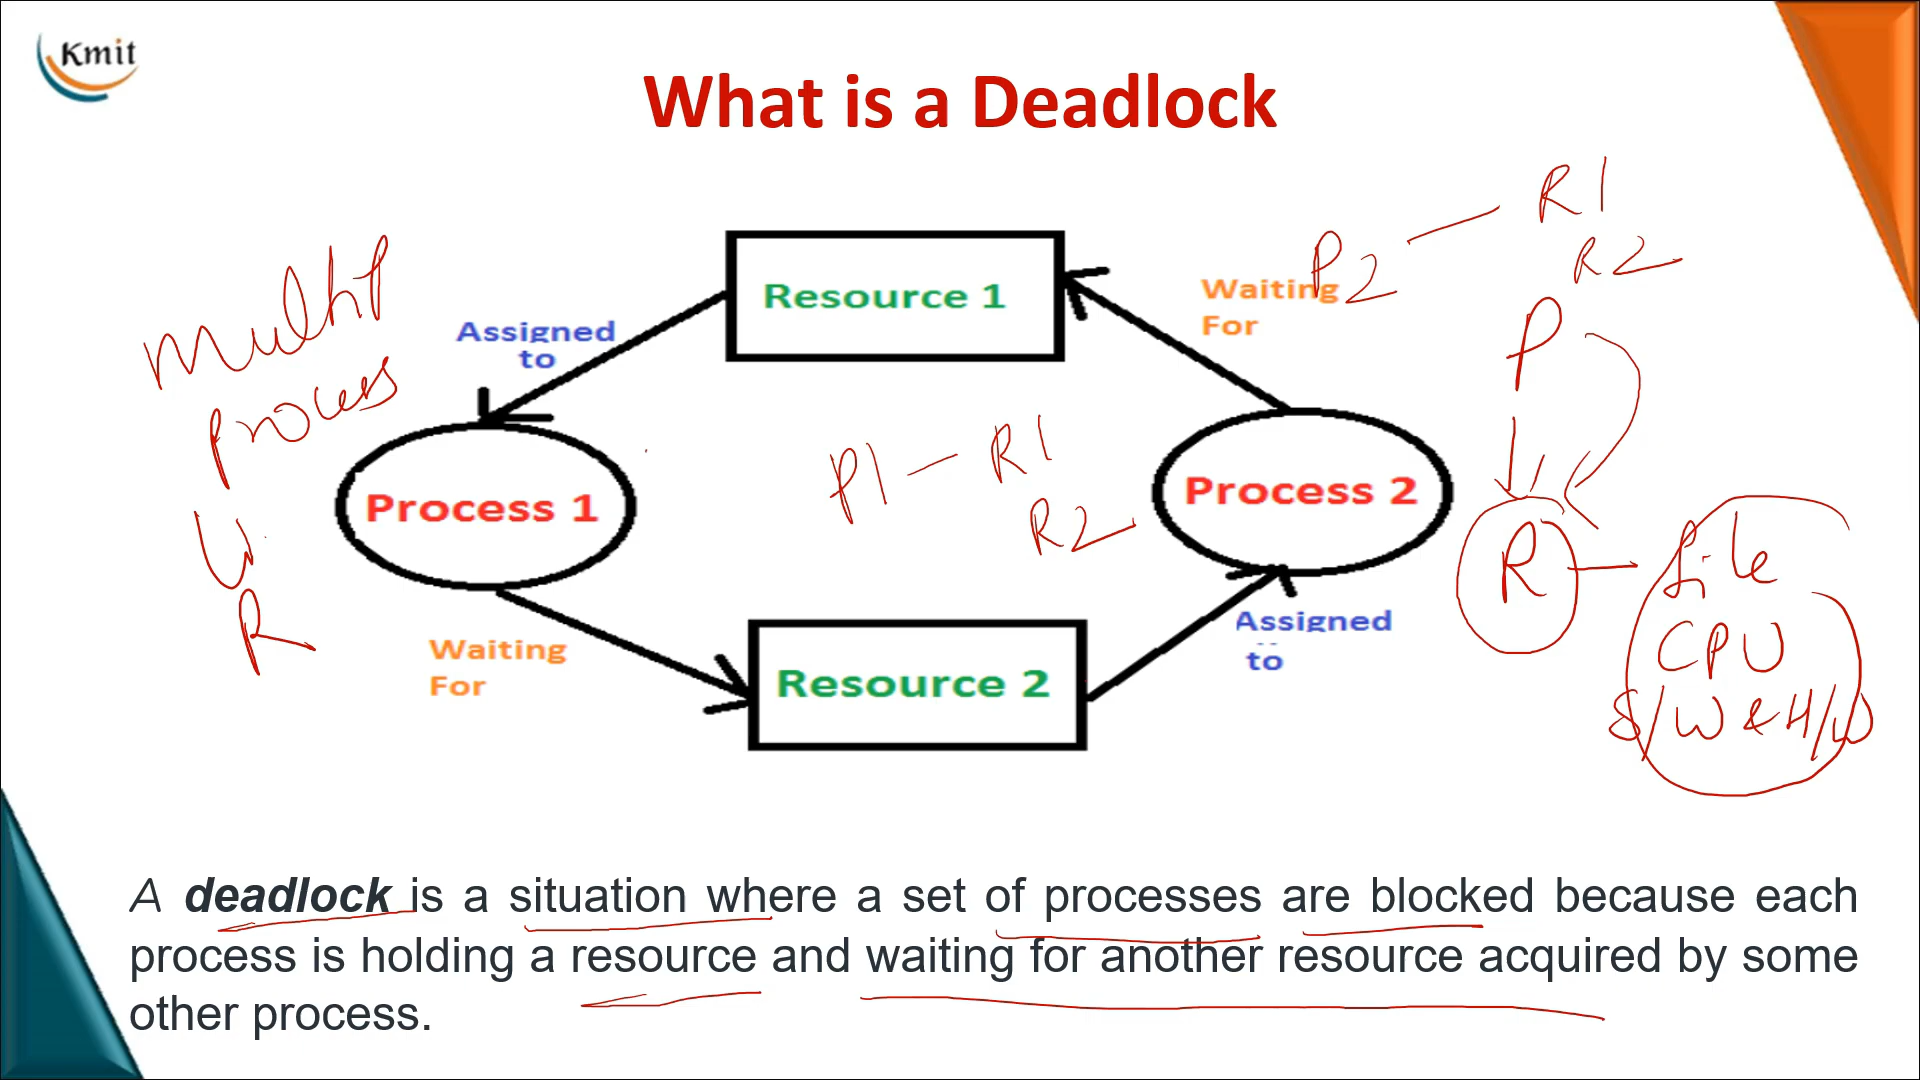 Kmit
What is a Deadlock
P2 — R1
R2
Resource 1
Waiting
For
Assigned
to
P
P1 — R1
R2
Process 1
Process 2
R
R — file
CPU
S/W & H/W
Waiting
For
Resource 2
Assigned
to
A deadlock is a situation where a set of processes are blocked because each
process is holding a resource and waiting for another resource acquired by some
other process.